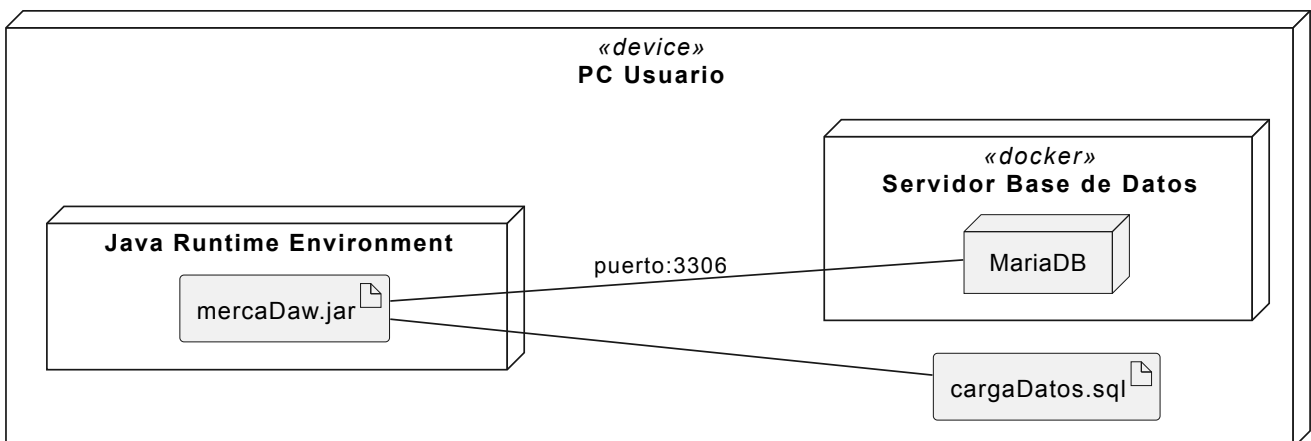 «device»
PC Usuario
«docker»
Servidor Base de Datos
MariaDB
Java Runtime Environment
mercaDaw.jar
puerto:3306
cargaDatos.sql